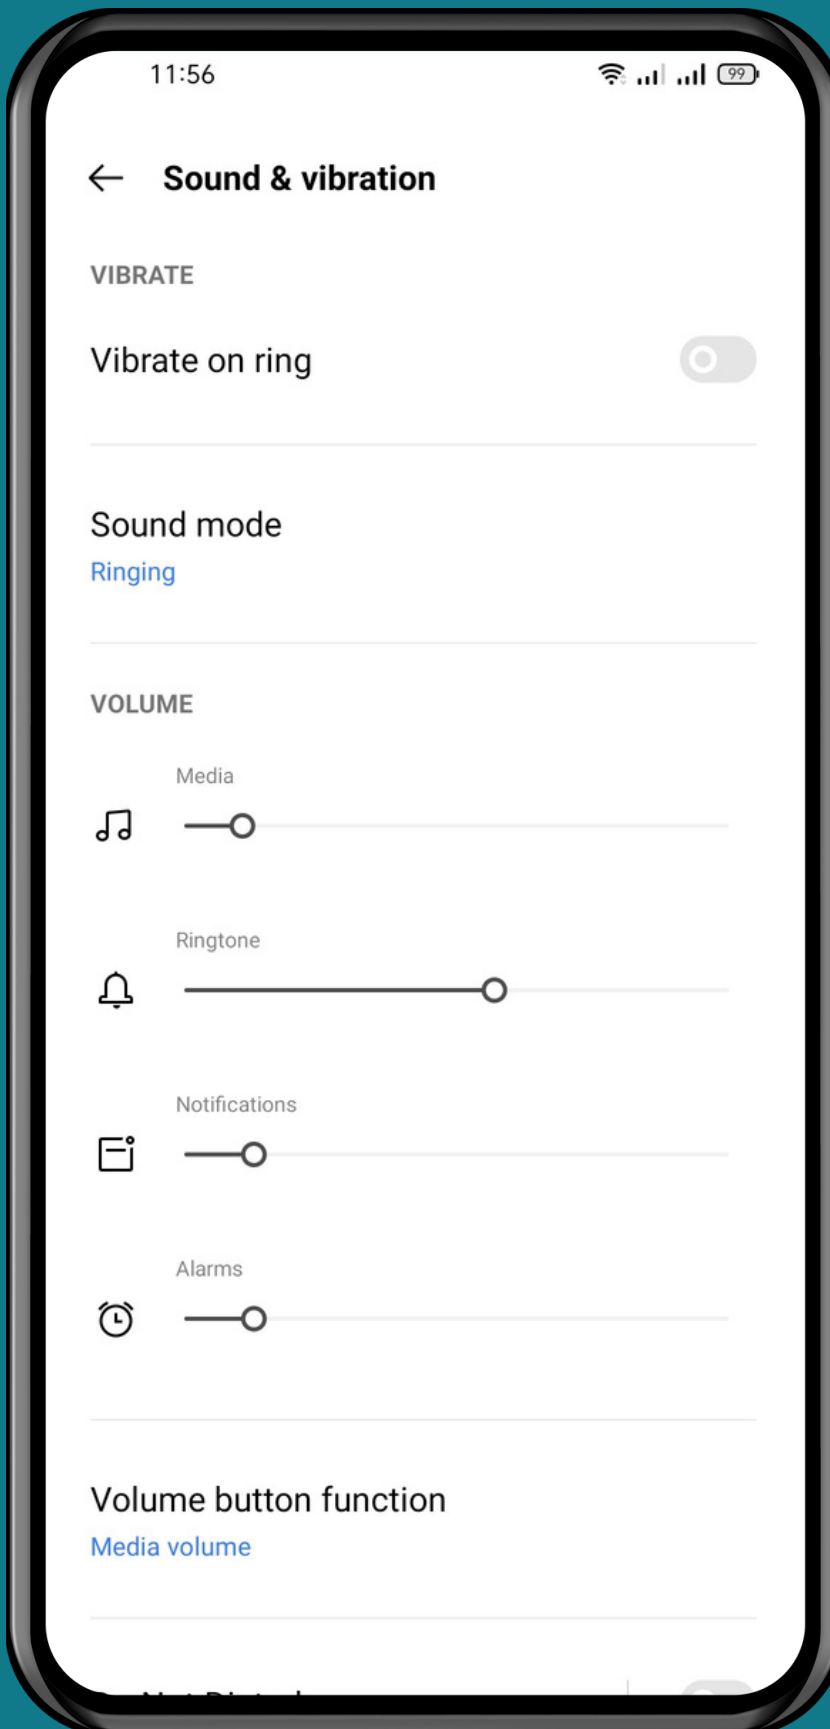 11:56
99
Sound & vibration
VIBRATE
Vibrate on ring
Sound mode
Ringing
VOLUME
Media
Ringtone
Notifications
Alarms
Volume button function
Media volume